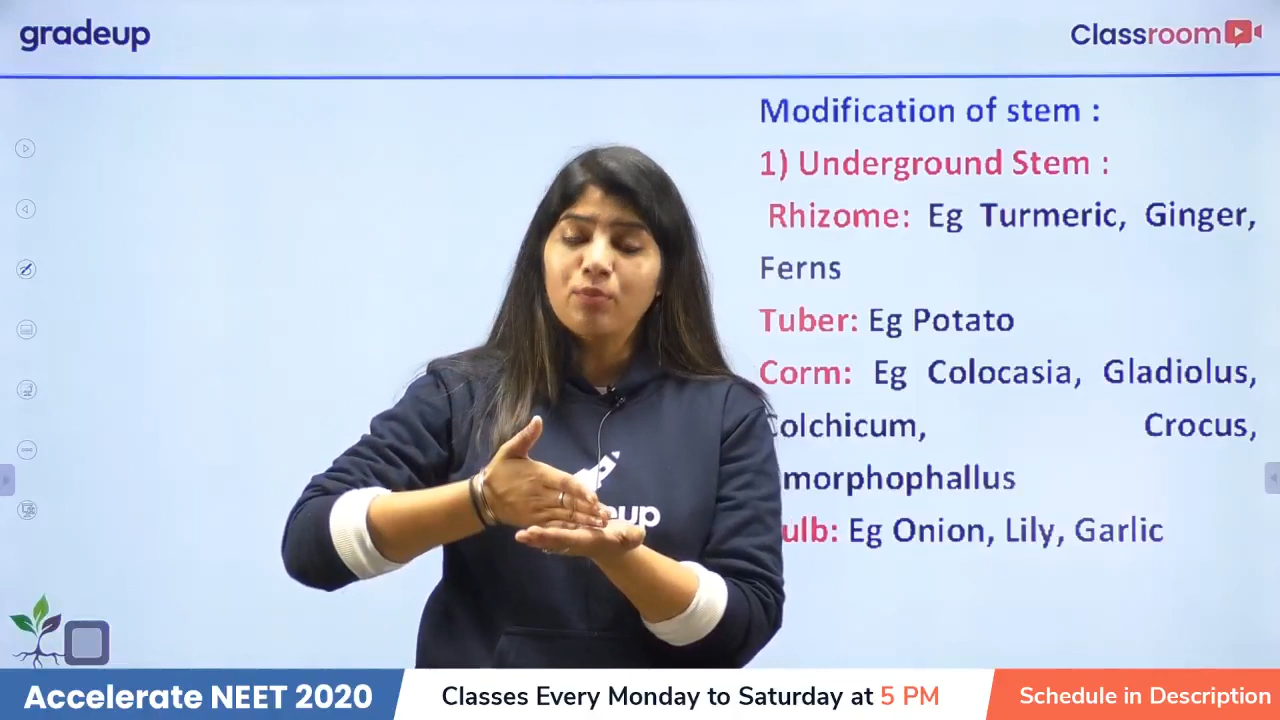 gradeup
Classroom
Modification of stem :
1) Underground Stem :
Rhizome: Eg Turmeric, Ginger,
Ferns
Tuber: Eg Potato
Corm: Eg Colocasia, Gladiolus,
olchicum, Crocus,
morphophallus
ulb: Eg Onion, Lily, Garlic
eup
Accelerate NEET 2020
Classes Every Monday to Saturday at 5 PM
Schedule in Description